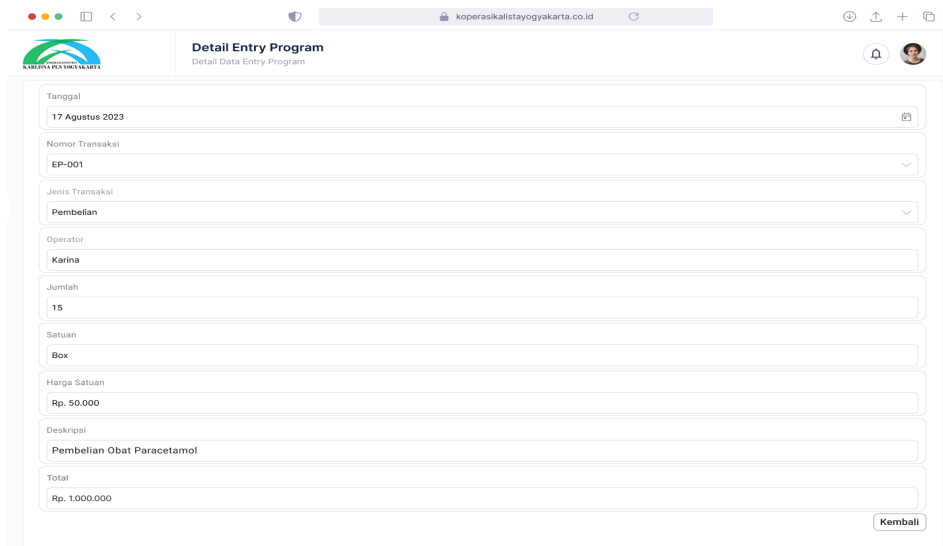 koperasikalistayogyakarta.co.id
KARLISNA PLN YOGYAKARTA
Detail Entry Program
Detail Data Entry Program
Tanggal
17 Agustus 2023
Nomor Transaksi
EP-001
Jenis Transaksi
Pembelian
Operator
Karina
Jumlah
15
Satuan
Box
Harga Satuan
Rp. 50.000
Deskripsi
Pembelian Obat Paracetamol
Total
Rp. 1.000.000
Kembali